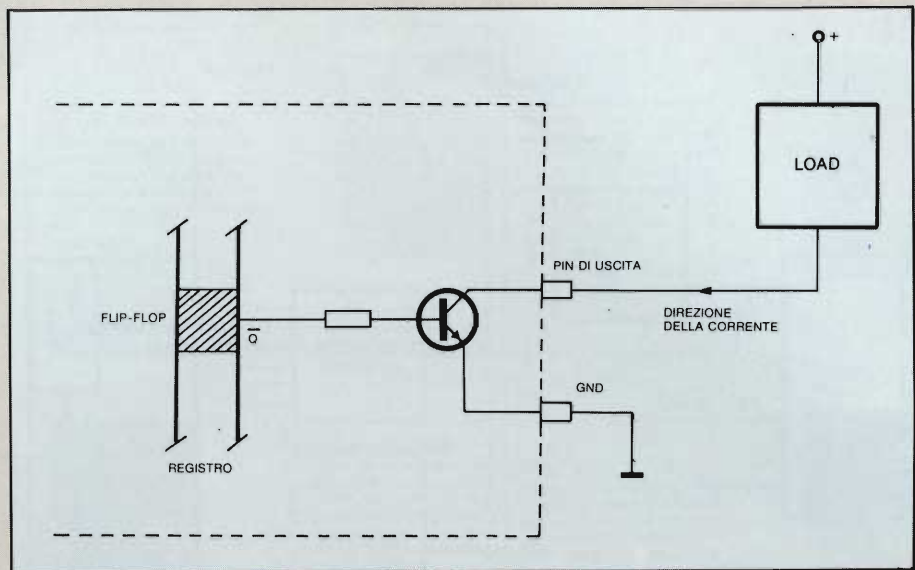 +
LOAD
PIN DI USCITA
FLIP-FLOP
Q̅
DIREZIONE
DELLA CORRENTE
GND
REGISTRO